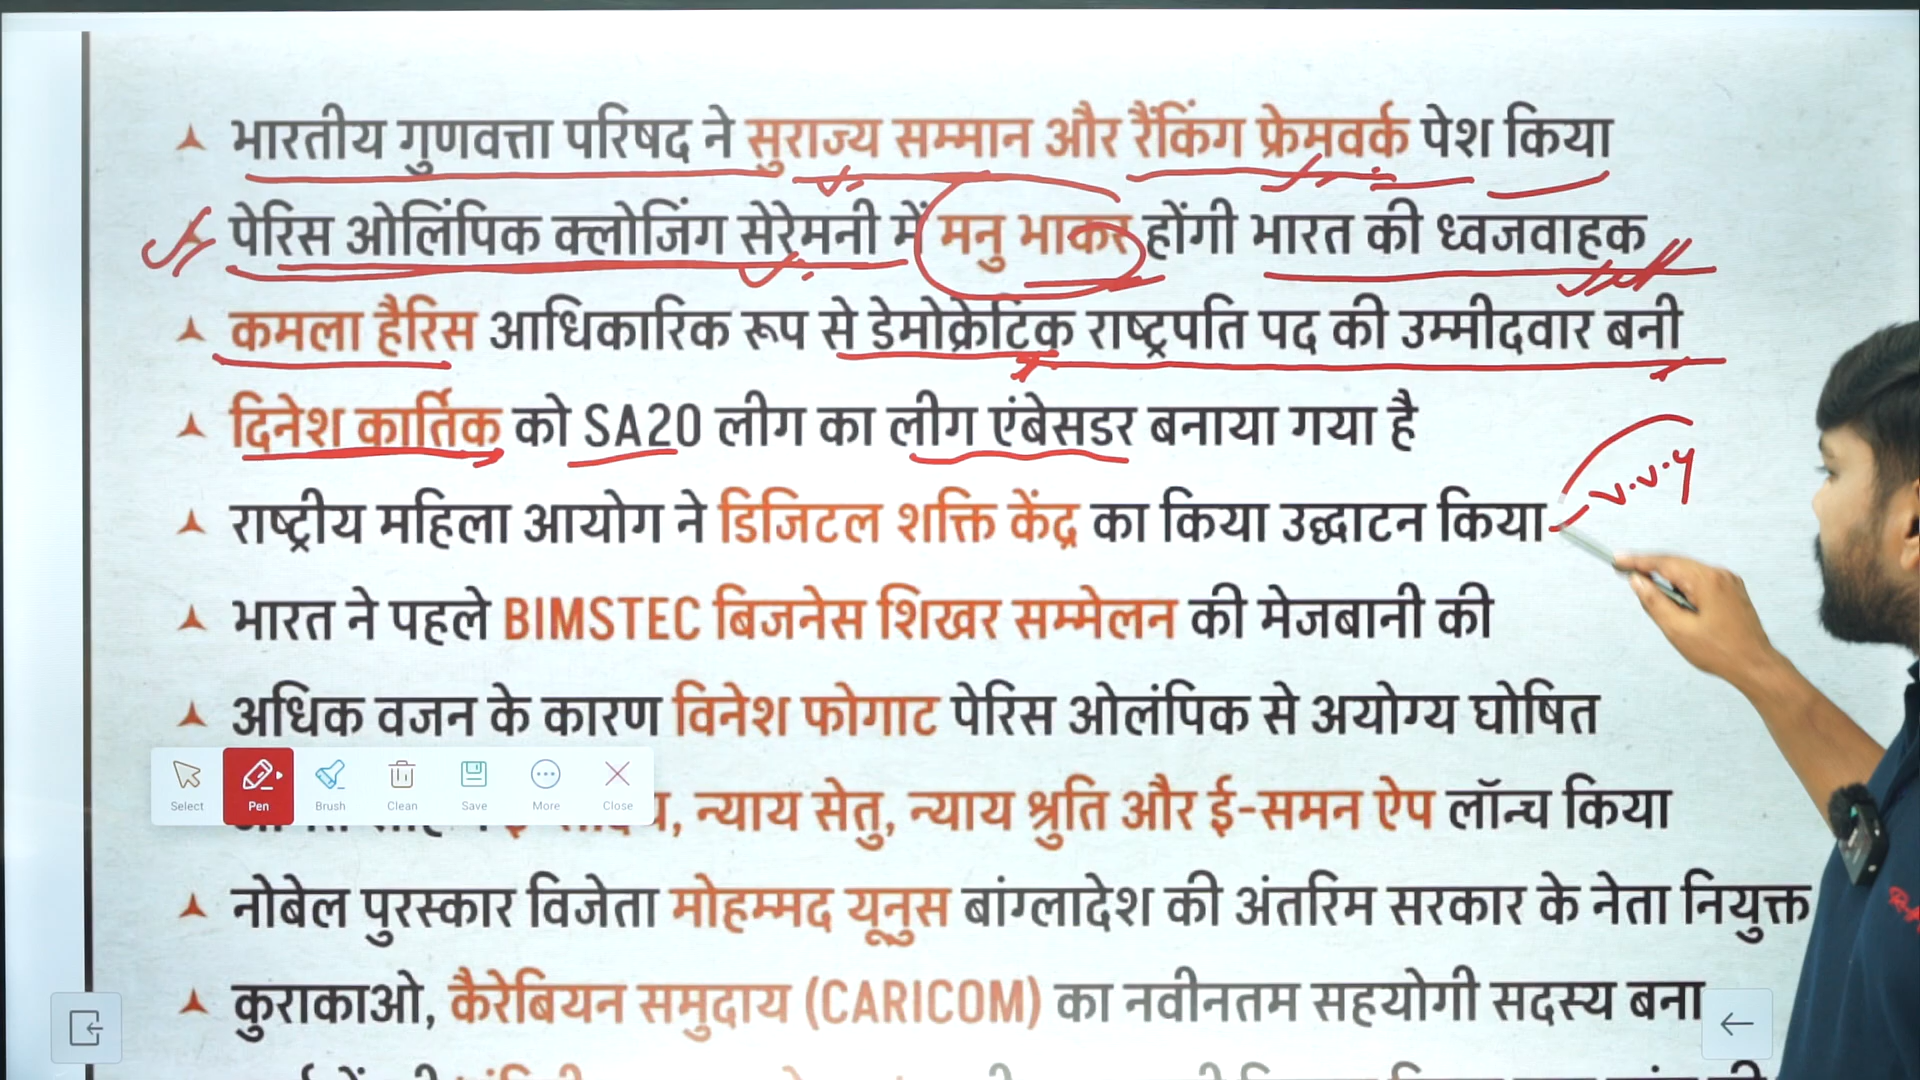 भारतीय गुणवत्ता परिषद ने सुराज्य सम्मान और रैंकिंग फ्रेमवर्क पेश किया
पेरिस ओलिंपिक क्लोजिंग सेरेमनी में मनु भाकर होंगी भारत की ध्वजवाहक
कमला हैरिस आधिकारिक रूप से डेमोक्रेटिक राष्ट्रपति पद की उम्मीदवार बनी
दिनेश कार्तिक को SA20 लीग का लीग एंबेसडर बनाया गया है
v.v.y
राष्ट्रीय महिला आयोग ने डिजिटल शक्ति केंद्र का किया उद्घाटन किया
भारत ने पहले BIMSTEC बिजनेस शिखर सम्मेलन की मेजबानी की
अधिक वजन के कारण विनेश फोगाट पेरिस ओलंपिक से अयोग्य घोषित
Select Pen Brush Clean Save More Close
न्याय सेतु, न्याय श्रुति और ई-समन ऐप लॉन्च किया
नोबेल पुरस्कार विजेता मोहम्मद यूनुस बांग्लादेश की अंतरिम सरकार के नेता नियुक्त
कुराकाओ, कैरेबियन समुदाय (CARICOM) का नवीनतम सहयोगी सदस्य बना